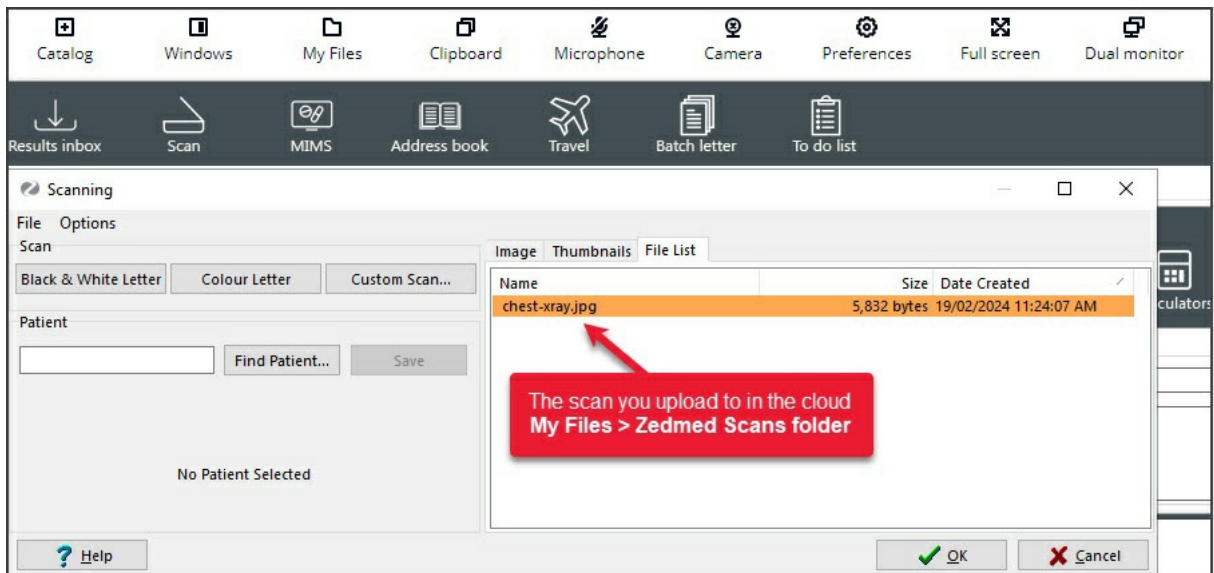 Catalog Windows My Files Clipboard Microphone Camera Preferences Full screen Dual monitor
Results inbox Scan MIMS Address book Travel Batch letter To do list
Scanning
File Options
Scan
Black & White Letter Colour Letter Custom Scan...
Patient
Find Patient... Save
No Patient Selected
Image Thumbnails File List
Name Size Date Created
chest-xray.jpg 5,832 bytes 19/02/2024 11:24:07 AM
The scan you upload to in the cloud
My Files > Zedmed Scans folder
culators
Help OK Cancel